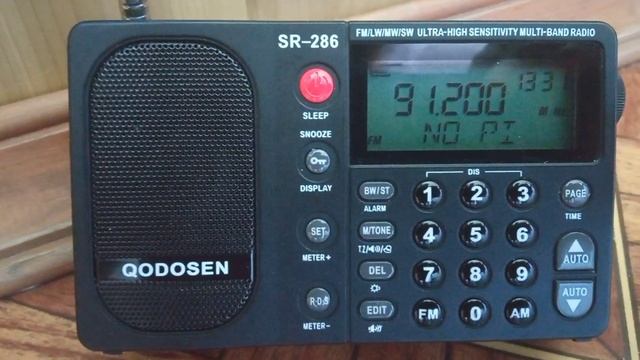 SR-286
FM/LW/MW/SW ULTRA-HIGH SENSITIVITY MULTI-BAND RADIO
SLEEP
SNOOZE
DISPLAY
SET
METER+
R·D·S
METER-
QODOSEN
1331
91.200
FM
NO PI
DIS
BW/ST
1 2 3
PAGE
ALARM
TIME
M/TONE
4 5 6
AUTO
DEL
7 8 9
AUTO
EDIT
FM 0 AM